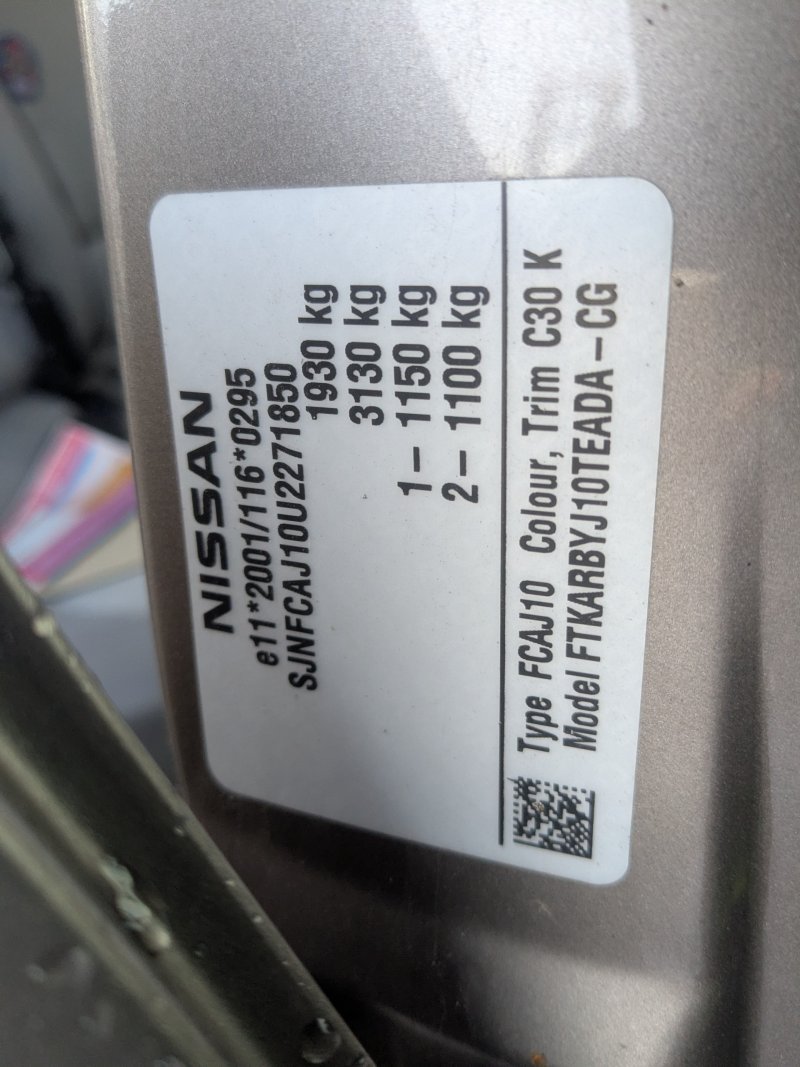 NISSAN
e11*2001/116*0295
SJNFCAJ10U2271850
1930 kg
3130 kg
1– 1150 kg
2– 1100 kg
Type FCAJ10 Colour, Trim C30 K
Model FTKARBYJ10TEADA–CG